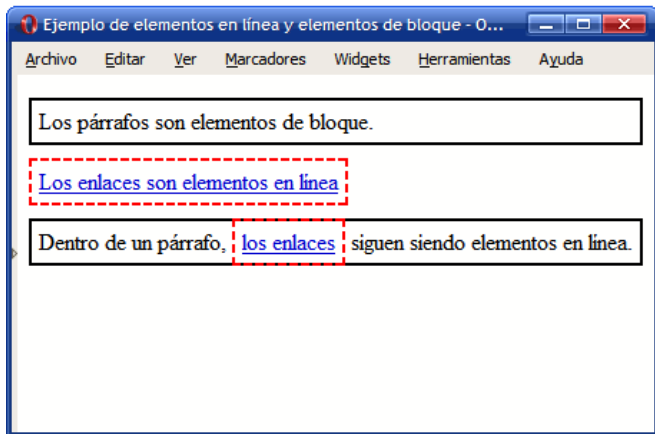 Ejemplo de elementos en línea y elementos de bloque - O...
Archivo Editar Ver Marcadores Widgets Herramientas Ayuda
Los párrafos son elementos de bloque.
Los enlaces son elementos en línea
Dentro de un párrafo, los enlaces siguen siendo elementos en línea.